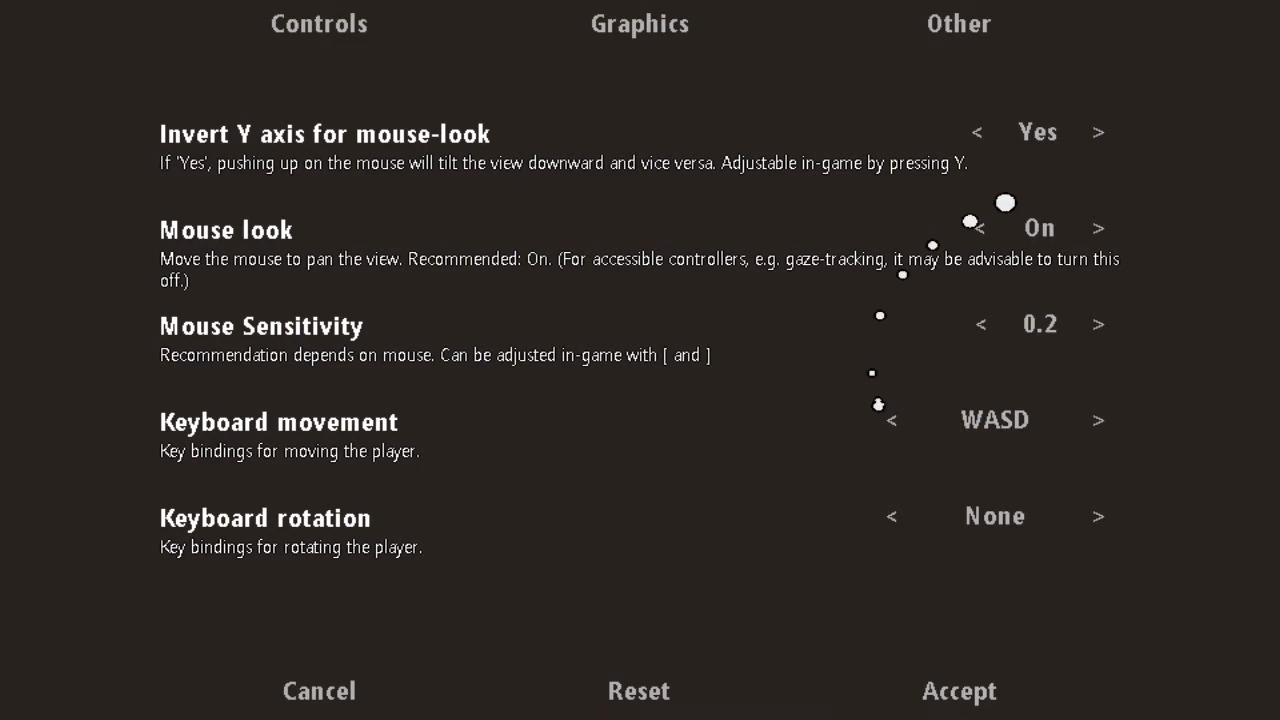 Controls Graphics Other
Invert Y axis for mouse-look < Yes >
If 'Yes', pushing up on the mouse will tilt the view downward and vice versa. Adjustable in-game by pressing Y.
Mouse look < On >
Move the mouse to pan the view. Recommended: On. (For accessible controllers, e.g. gaze-tracking, it may be advisable to turn this
off.)
Mouse Sensitivity < 0.2 >
Recommendation depends on mouse. Can be adjusted in-game with [ and ]
Keyboard movement < WASD >
Key bindings for moving the player.
Keyboard rotation < None >
Key bindings for rotating the player.
Cancel Reset Accept